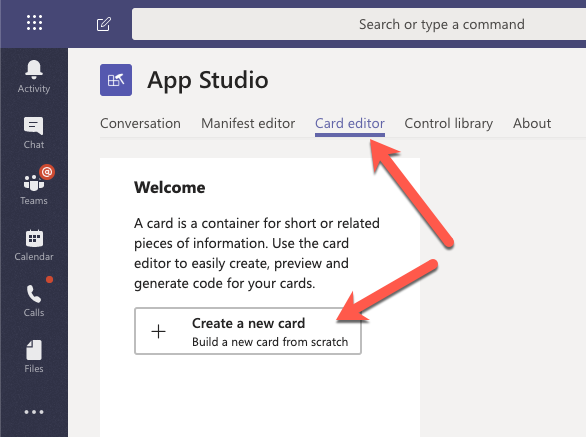 Search or type a command
App Studio
Activity
Conversation Manifest editor Card editor Control library About
Chat
Welcome
@
Teams
A card is a container for short or related
pieces of information. Use the card
editor to easily create, preview and
generate code for your cards.
Calendar
Calls
Create a new card
Build a new card from scratch
Files